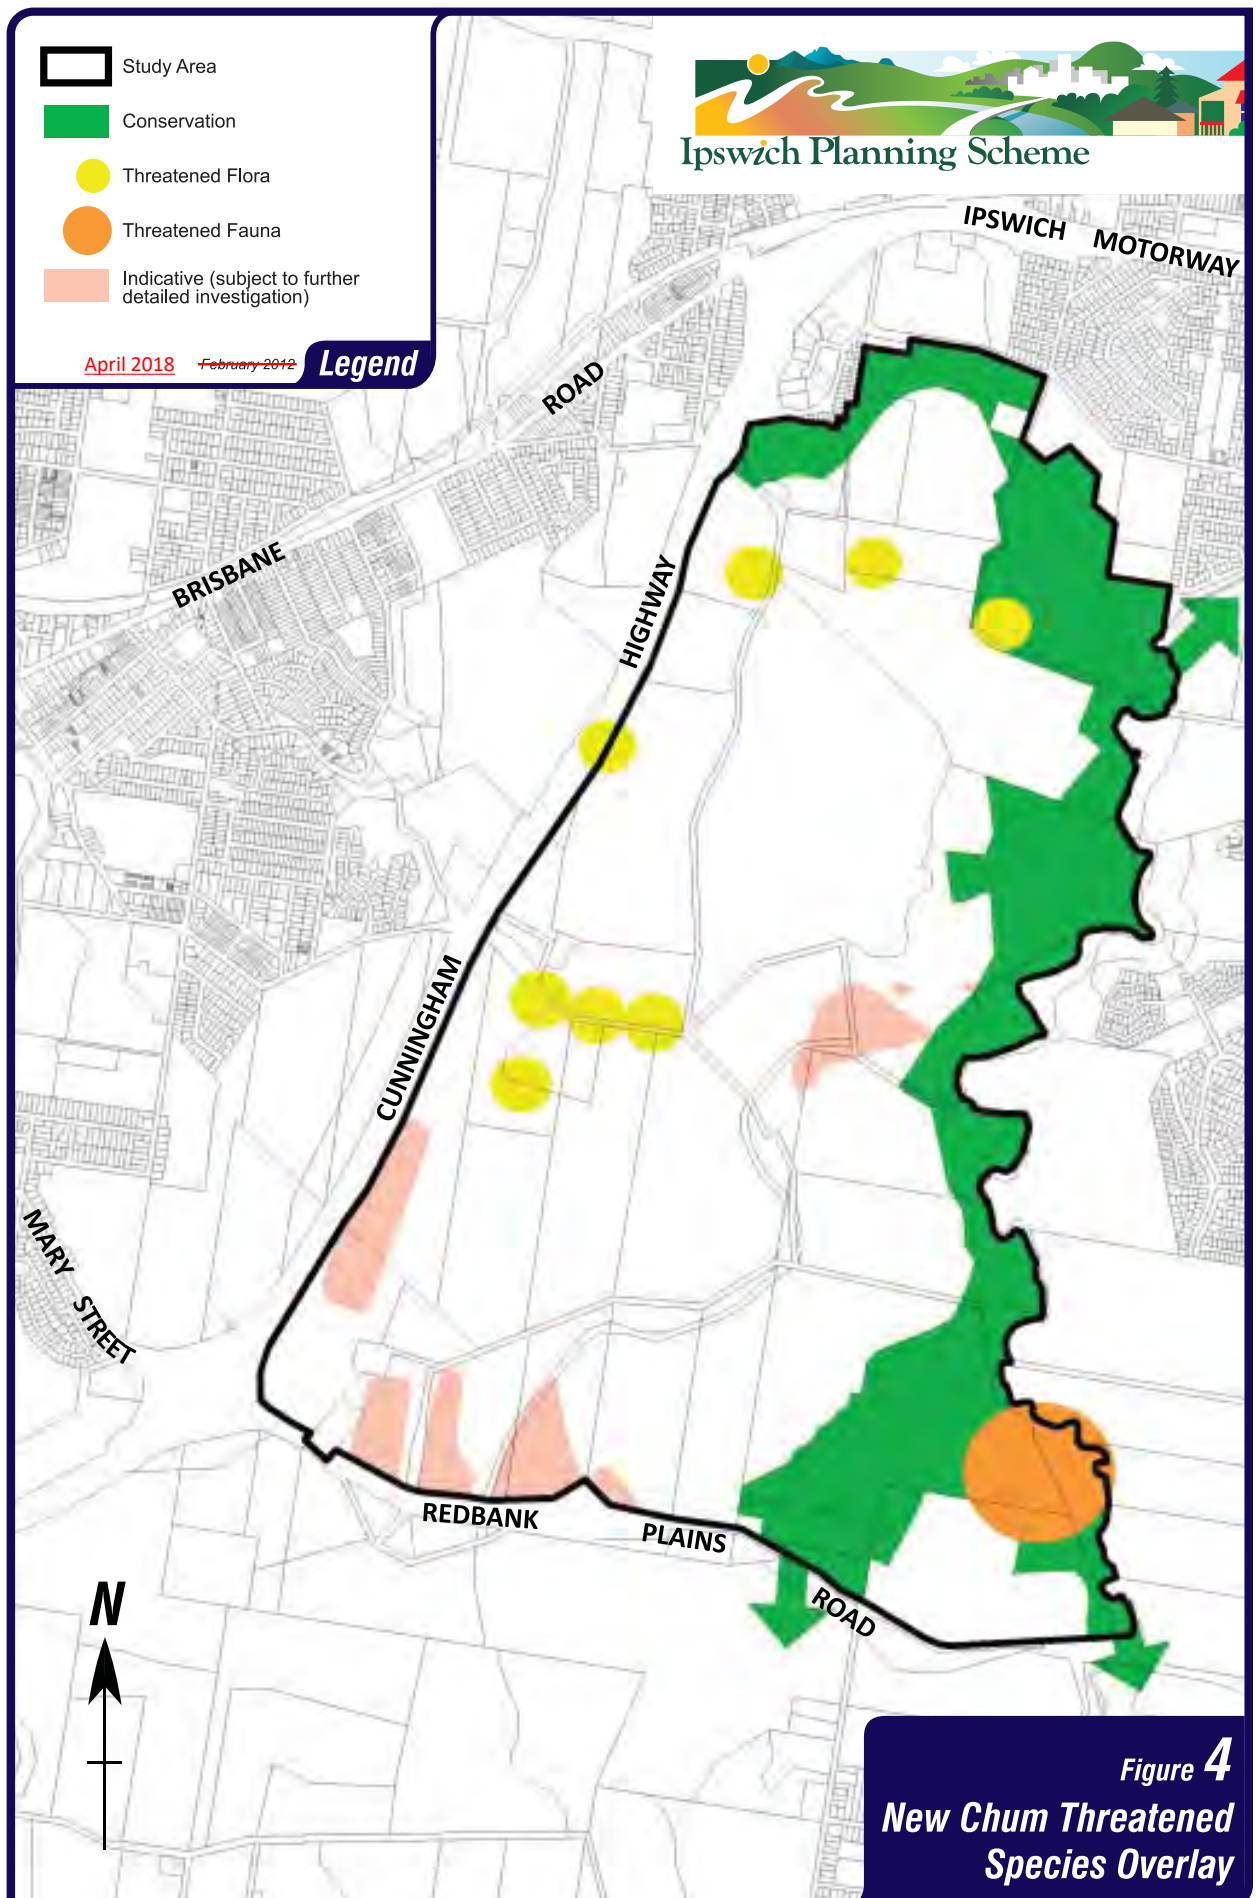 Study Area
Conservation
Threatened Flora
Threatened Fauna
Indicative (subject to further
detailed investigation)
April 2018 February 2012 Legend
Ipswich Planning Scheme
IPSWICH MOTORWAY
BRISBANE ROAD
CUNNINGHAM HIGHWAY
MARY STREET
REDBANK PLAINS ROAD
N
Figure 4
New Chum Threatened
Species Overlay